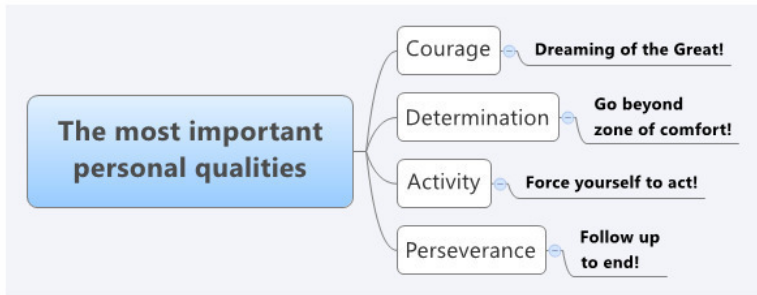 The most important
personal qualities
Courage
Dreaming of the Great!
Determination
Go beyond
zone of comfort!
Activity
Force yourself to act!
Perseverance
Follow up
to end!